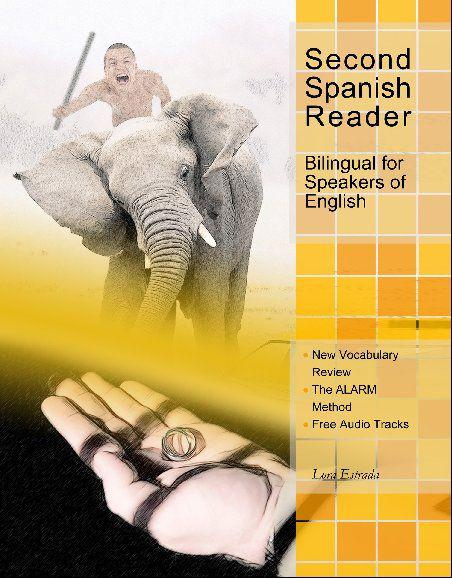 Second
Spanish
Reader
Bilingual for
Speakers of
English
New Vocabulary
Review
The ALARM
Method
Free Audio Tracks
Lora Estrada